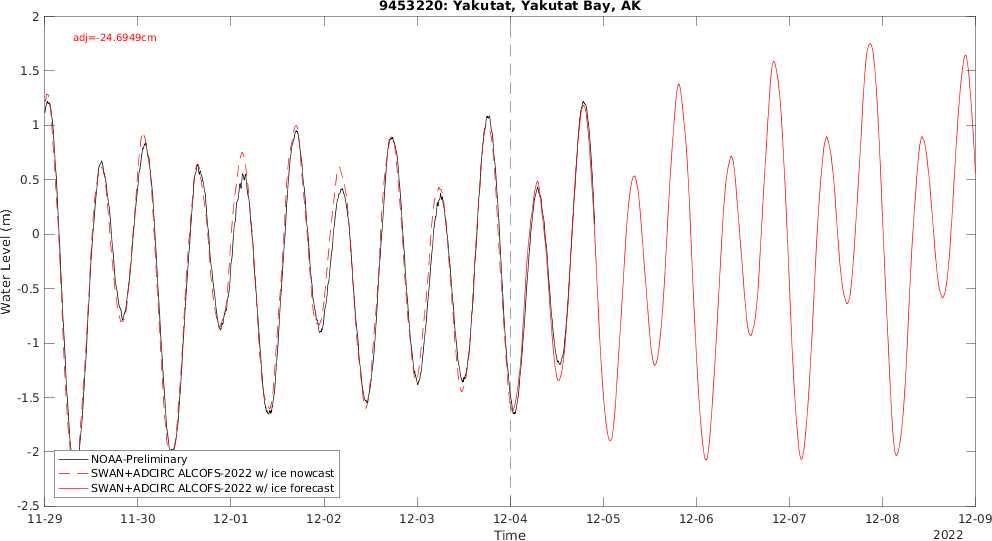 9453220: Yakutat, Yakutat Bay, AK
adj=-24.6949cm
2
1.5
1
0.5
0
-0.5
-1
-1.5
-2
-2.5
Water Level (m)
NOAA-Preliminary
SWAN+ADCIRC ALCOFS-2022 w/ ice nowcast
SWAN+ADCIRC ALCOFS-2022 w/ ice forecast
11-29 11-30 12-01 12-02 12-03 12-04 12-05 12-06 12-07 12-08 12-09
Time
2022